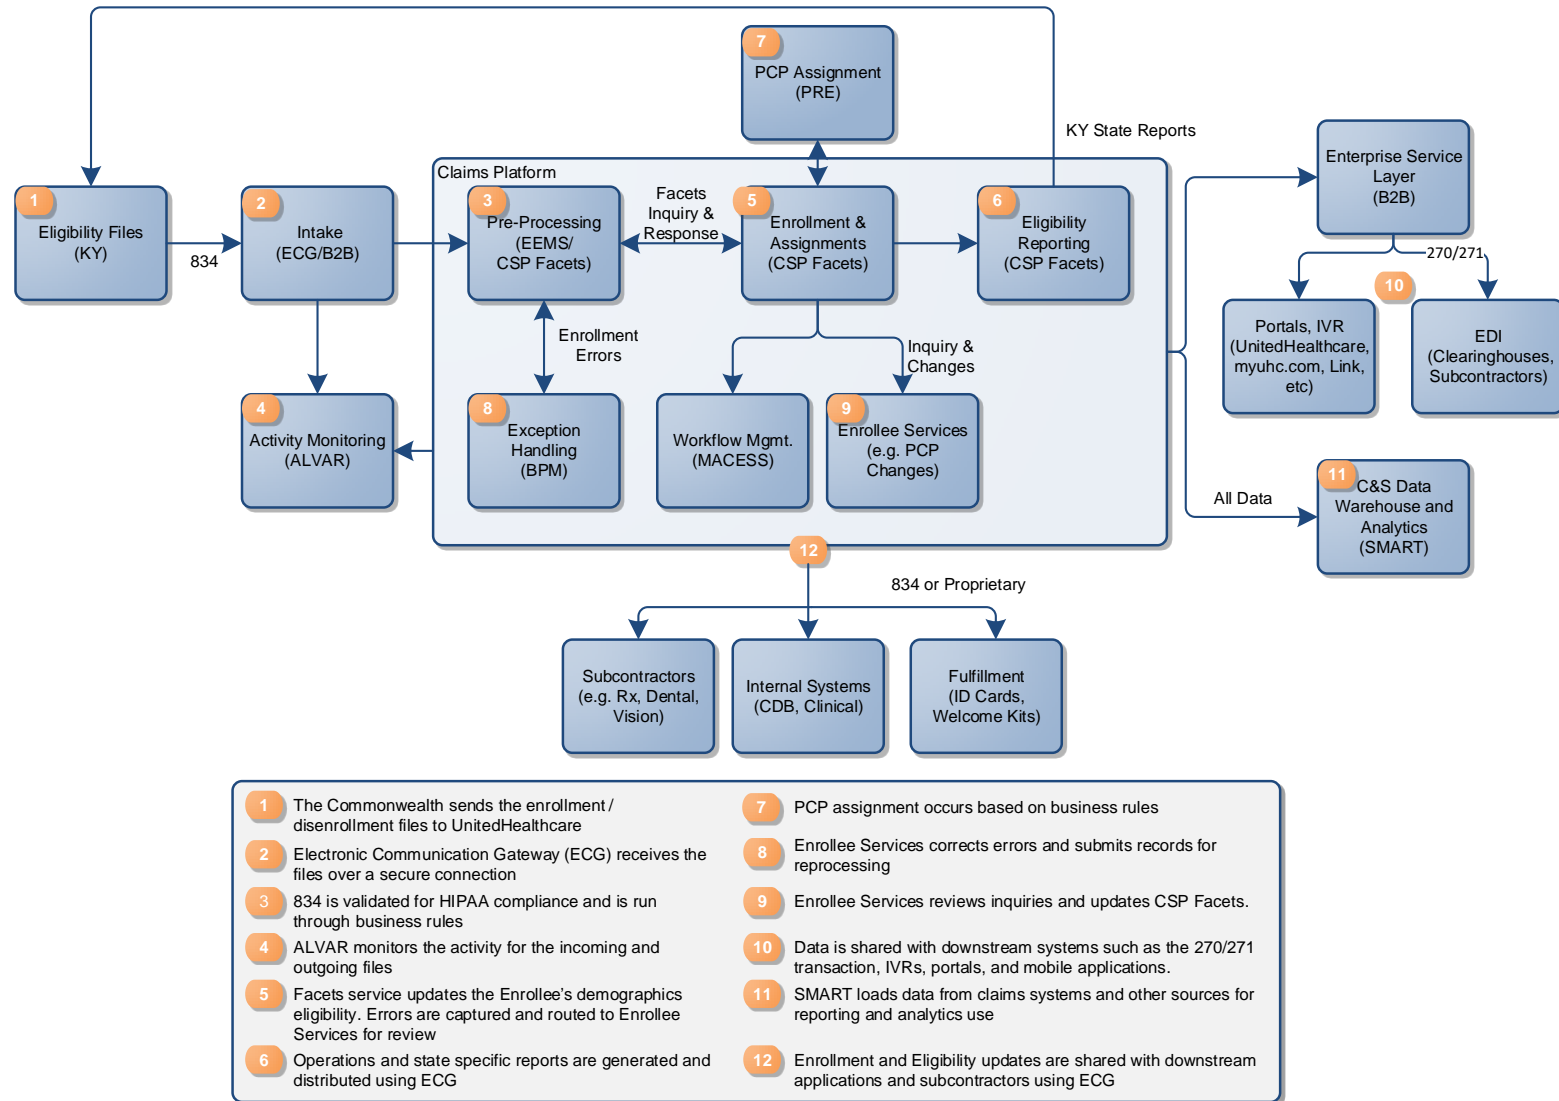 7
PCP Assignment
(PRE)
KY State Reports
Enterprise Service
Layer
(B2B)
Claims Platform
1
Eligibility Files
(KY)
834
2
Intake
(ECG/B2B)
3
Pre-Processing
(EEMS/
CSP Facets)
Facets
Inquiry &
Response
5
Enrollment &
Assignments
(CSP Facets)
6
Eligibility
Reporting
(CSP Facets)
270/271
10
Portals, IVR
(UnitedHealthcare,
myuhc.com, Link,
etc)
EDI
(Clearinghouses,
Subcontractors)
Enrollment
Errors
Inquiry &
Changes
4
Activity Monitoring
(ALVAR)
8
Exception
Handling
(BPM)
Workflow Mgmt.
(MACESS)
9
Enrollee Services
(e.g. PCP
Changes)
All Data
11
C&S Data
Warehouse and
Analytics
(SMART)
12
834 or Proprietary
Subcontractors
(e.g. Rx, Dental,
Vision)
Internal Systems
(CDB, Clinical)
Fulfillment
(ID Cards,
Welcome Kits)
1
The Commonwealth sends the enrollment /
disenrollment files to UnitedHealthcare
2
Electronic Communication Gateway (ECG) receives the
files over a secure connection
3
834 is validated for HIPAA compliance and is run
through business rules
4
ALVAR monitors the activity for the incoming and
outgoing files
5
Facets service updates the Enrollee's demographics
eligibility. Errors are captured and routed to Enrollee
Services for review
6
Operations and state specific reports are generated and
distributed using ECG
7
PCP assignment occurs based on business rules
8
Enrollee Services corrects errors and submits records for
reprocessing
9
Enrollee Services reviews inquiries and updates CSP Facets.
10
Data is shared with downstream systems such as the 270/271
transaction, IVRs, portals, and mobile applications.
11
SMART loads data from claims systems and other sources for
reporting and analytics use
12
Enrollment and Eligibility updates are shared with downstream
applications and subcontractors using ECG